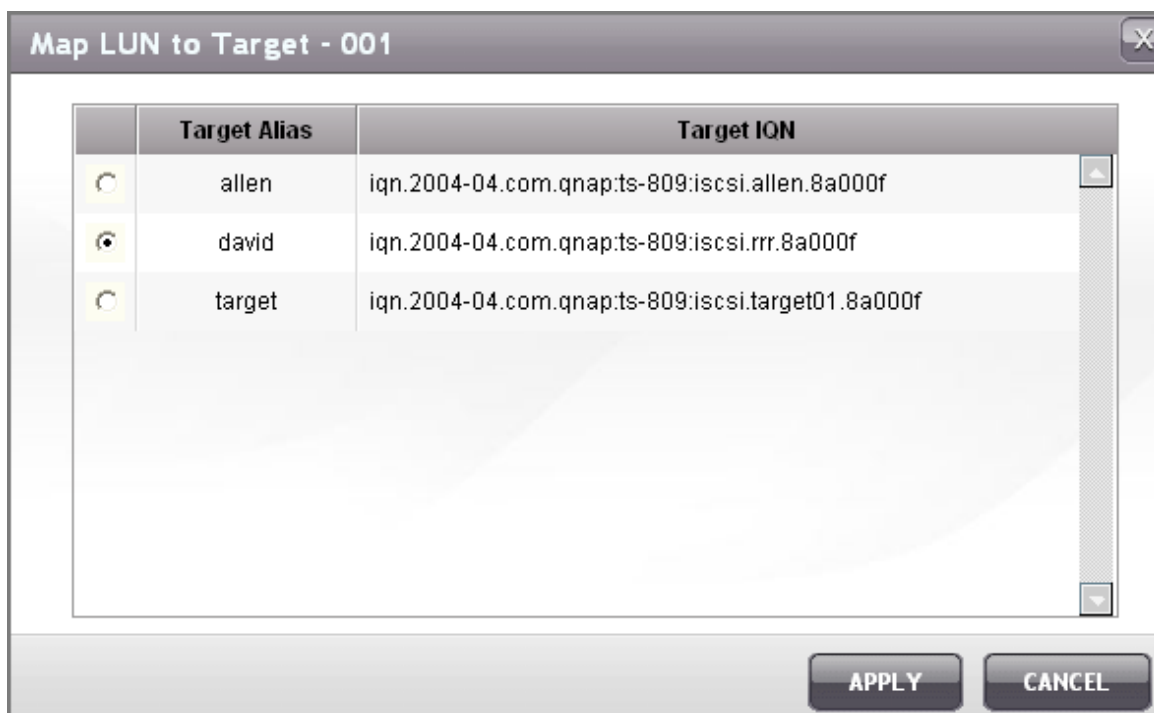 Map LUN to Target - 001
X
Target Alias Target IQN
allen iqn.2004-04.com.qnap:ts-809:iscsi.allen.8a000f
david iqn.2004-04.com.qnap:ts-809:iscsi.rrr.8a000f
target iqn.2004-04.com.qnap:ts-809:iscsi.target01.8a000f
APPLY CANCEL